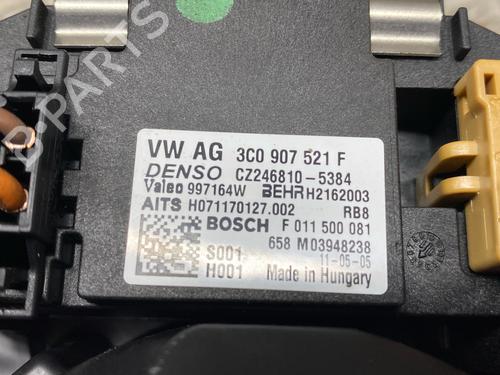 VW AG 3C0 907 521 F
DENSO CZ246810-5384
Valeo 997164W BEHR H2162003
AITS H071170127.002 RB8
BOSCH F 011 500 081
658 M03948238
S001 11-05-05
H001 Made in Hungary
B-PARTS